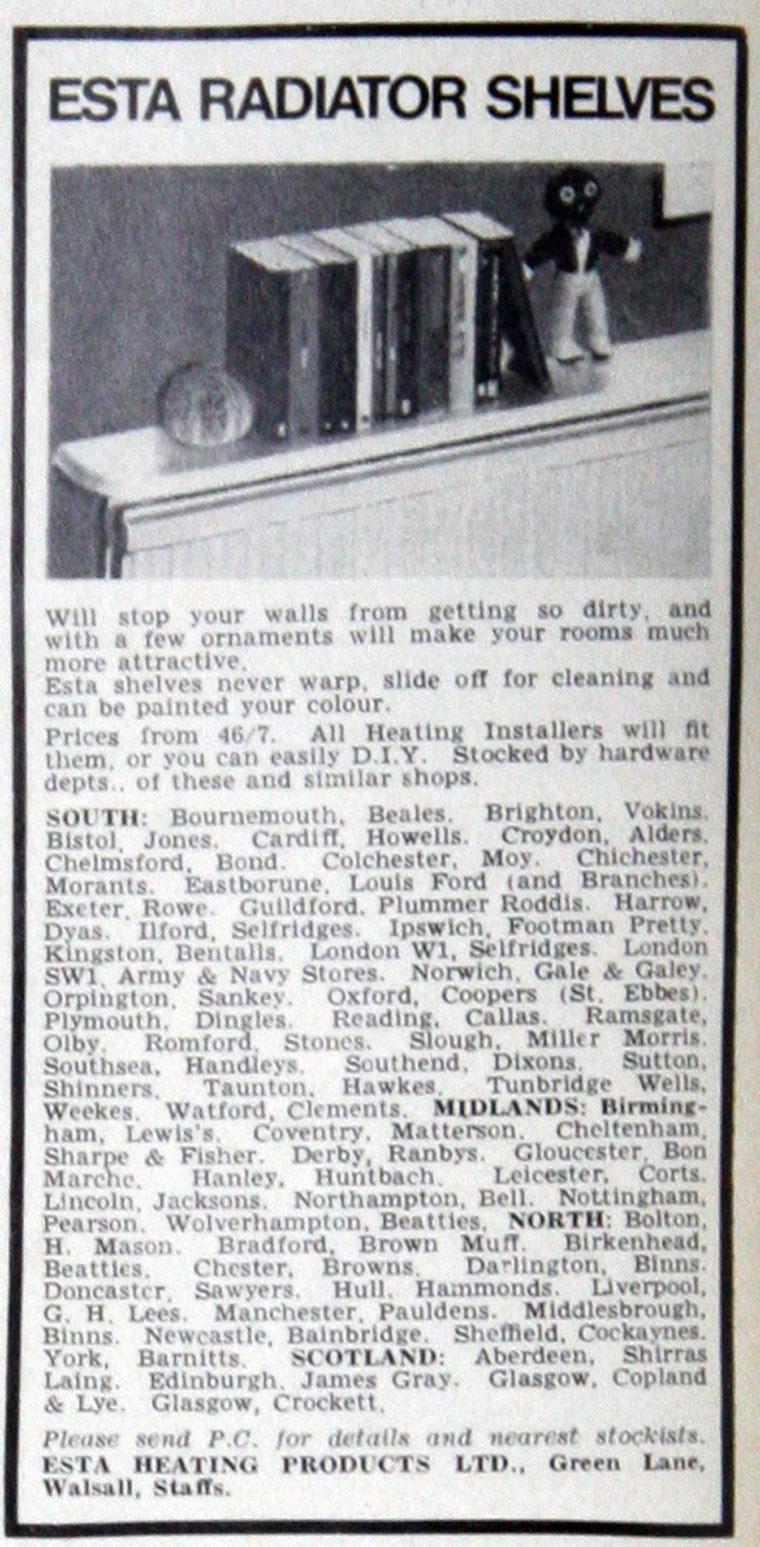 ESTA RADIATOR SHELVES
Will stop your walls from getting so dirty, and
with a few ornaments will make your rooms much
more attractive.
Esta shelves never warp, slide off for cleaning and
can be painted your colour.
Prices from 46/7. All Heating Installers will fit
them, or you can easily D.I.Y. Stocked by hardware
depts., of these and similar shops.
SOUTH: Bournemouth, Beales. Brighton, Vokins.
Bistol, Jones. Cardiff, Howells. Croydon, Alders.
Chelmsford, Bond. Colchester, Moy. Chichester,
Morants. Eastborune, Louis Ford (and Branches).
Exeter, Rowe. Guildford, Plummer Roddis. Harrow,
Dyas. Ilford, Selfridges. Ipswich, Footman Pretty.
Kingston, Bentalls. London W1, Selfridges. London
SW1, Army & Navy Stores. Norwich, Gale & Galey.
Orpington, Sankey. Oxford, Coopers (St. Ebbes).
Plymouth, Dingles. Reading, Callas. Ramsgate,
Olby. Romford, Stones. Slough, Miller Morris.
Southsea, Handleys. Southend, Dixons. Sutton,
Shinners. Taunton, Hawkes. Tunbridge Wells,
Weekes. Watford, Clements. MIDLANDS: Birming-
ham, Lewis's. Coventry, Matterson. Cheltenham,
Sharpe & Fisher. Derby, Ranbys. Gloucester, Bon
Marche. Hanley, Huntbach. Leicester, Corts.
Lincoln, Jacksons. Northampton, Bell. Nottingham,
Pearson. Wolverhampton, Beatties. NORTH: Bolton,
H. Mason. Bradford, Brown Muff. Birkenhead,
Beatties. Chester, Browns. Darlington, Binns.
Doncaster, Sawyers. Hull, Hammonds. Liverpool,
G. H. Lees. Manchester, Pauldens. Middlesbrough,
Binns. Newcastle, Bainbridge. Sheffield, Cockaynes.
York, Barnitts. SCOTLAND: Aberdeen, Shirras
Laing. Edinburgh, James Gray. Glasgow, Copland
& Lye. Glasgow, Crockett.
Please send P.C. for details and nearest stockists.
ESTA HEATING PRODUCTS LTD., Green Lane,
Walsall, Staffs.